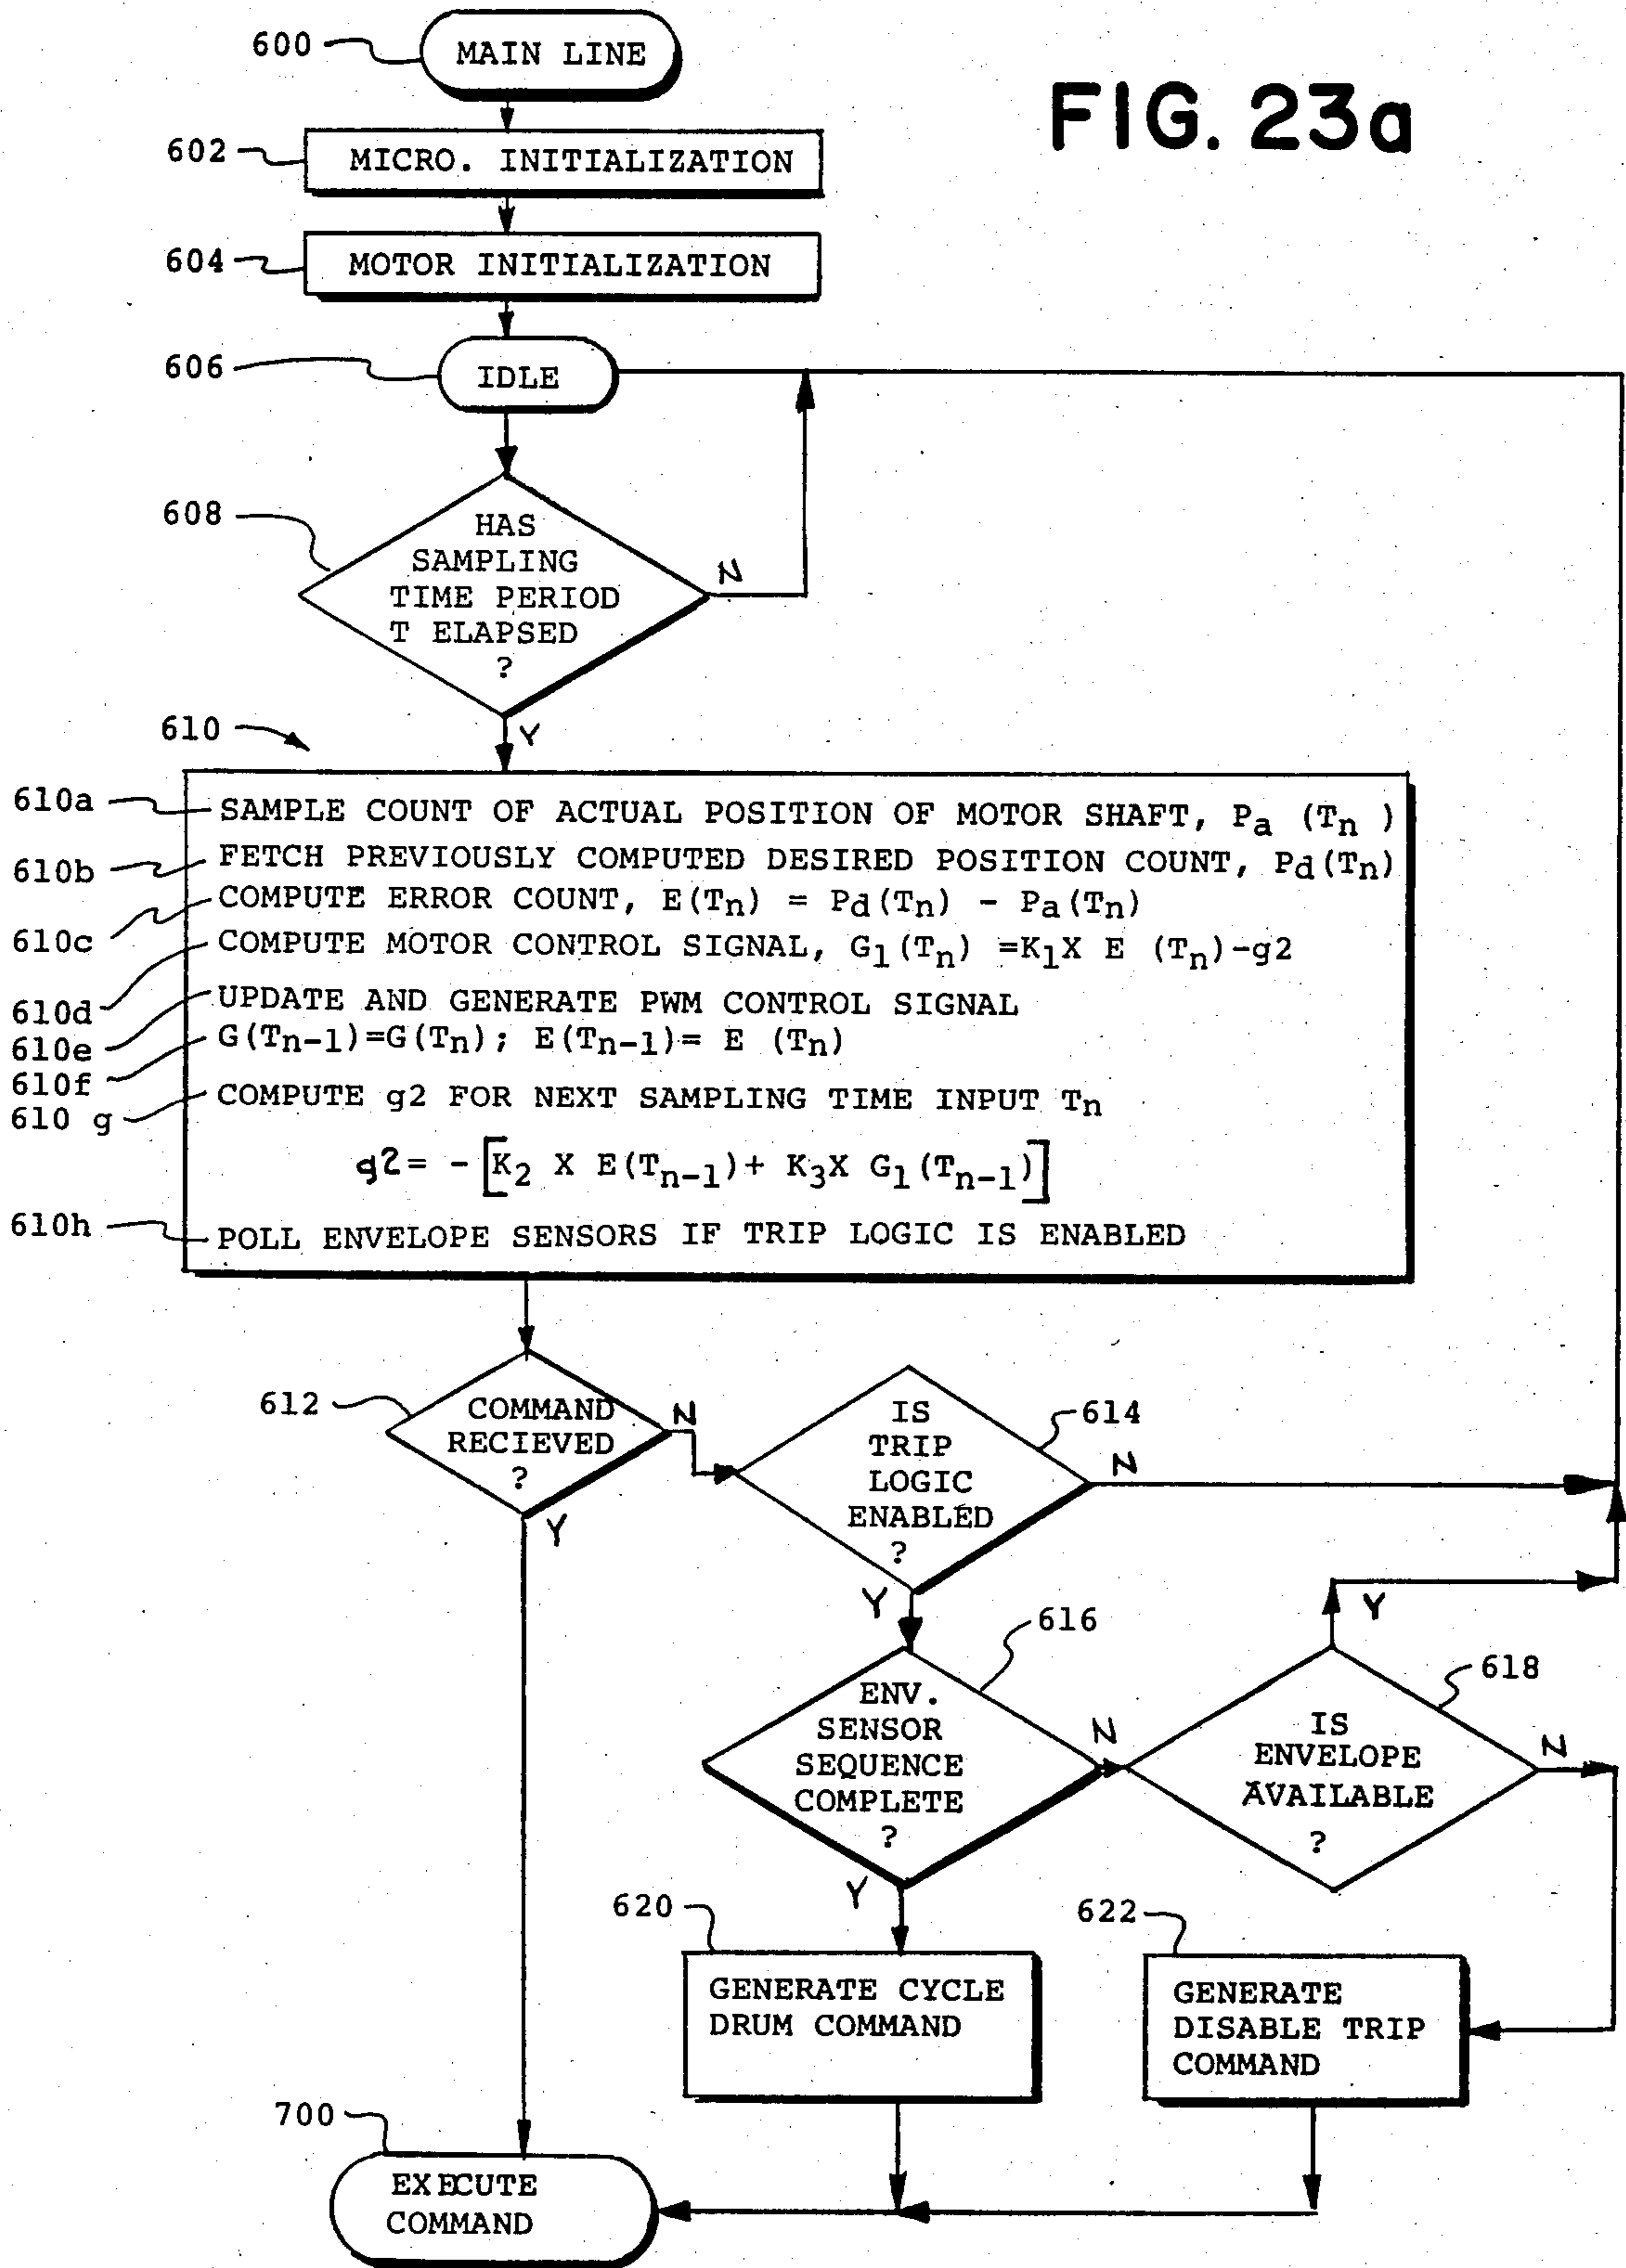 FIG. 23a
600
MAIN LINE
602
MICRO. INITIALIZATION
604
MOTOR INITIALIZATION
606
IDLE
608
HAS
SAMPLING
TIME PERIOD
T ELAPSED
?
N
Y
610
610a
SAMPLE COUNT OF ACTUAL POSITION OF MOTOR SHAFT, Pa (Tn )
610b
FETCH PREVIOUSLY COMPUTED DESIRED POSITION COUNT, Pd(Tn)
610c
COMPUTE ERROR COUNT, E(Tn) = Pd(Tn) - Pa(Tn)
610d
COMPUTE MOTOR CONTROL SIGNAL, G1(Tn) =K1X E (Tn)-g2
610e
UPDATE AND GENERATE PWM CONTROL SIGNAL
610f
G(Tn-1)=G(Tn); E(Tn-1)= E (Tn)
610 g
COMPUTE g2 FOR NEXT SAMPLING TIME INPUT Tn
g2= -[K2 X E(Tn-1)+ K3X G1(Tn-1)]
610h
POLL ENVELOPE SENSORS IF TRIP LOGIC IS ENABLED
612
COMMAND
RECIEVED
?
N
Y
614
IS
TRIP
LOGIC
ENABLED
?
N
Y
616
ENV.
SENSOR
SEQUENCE
COMPLETE
?
N
Y
618
IS
ENVELOPE
AVAILABLE
?
Y
N
620
GENERATE CYCLE
DRUM COMMAND
622
GENERATE
DISABLE TRIP
COMMAND
700
EXECUTE
COMMAND